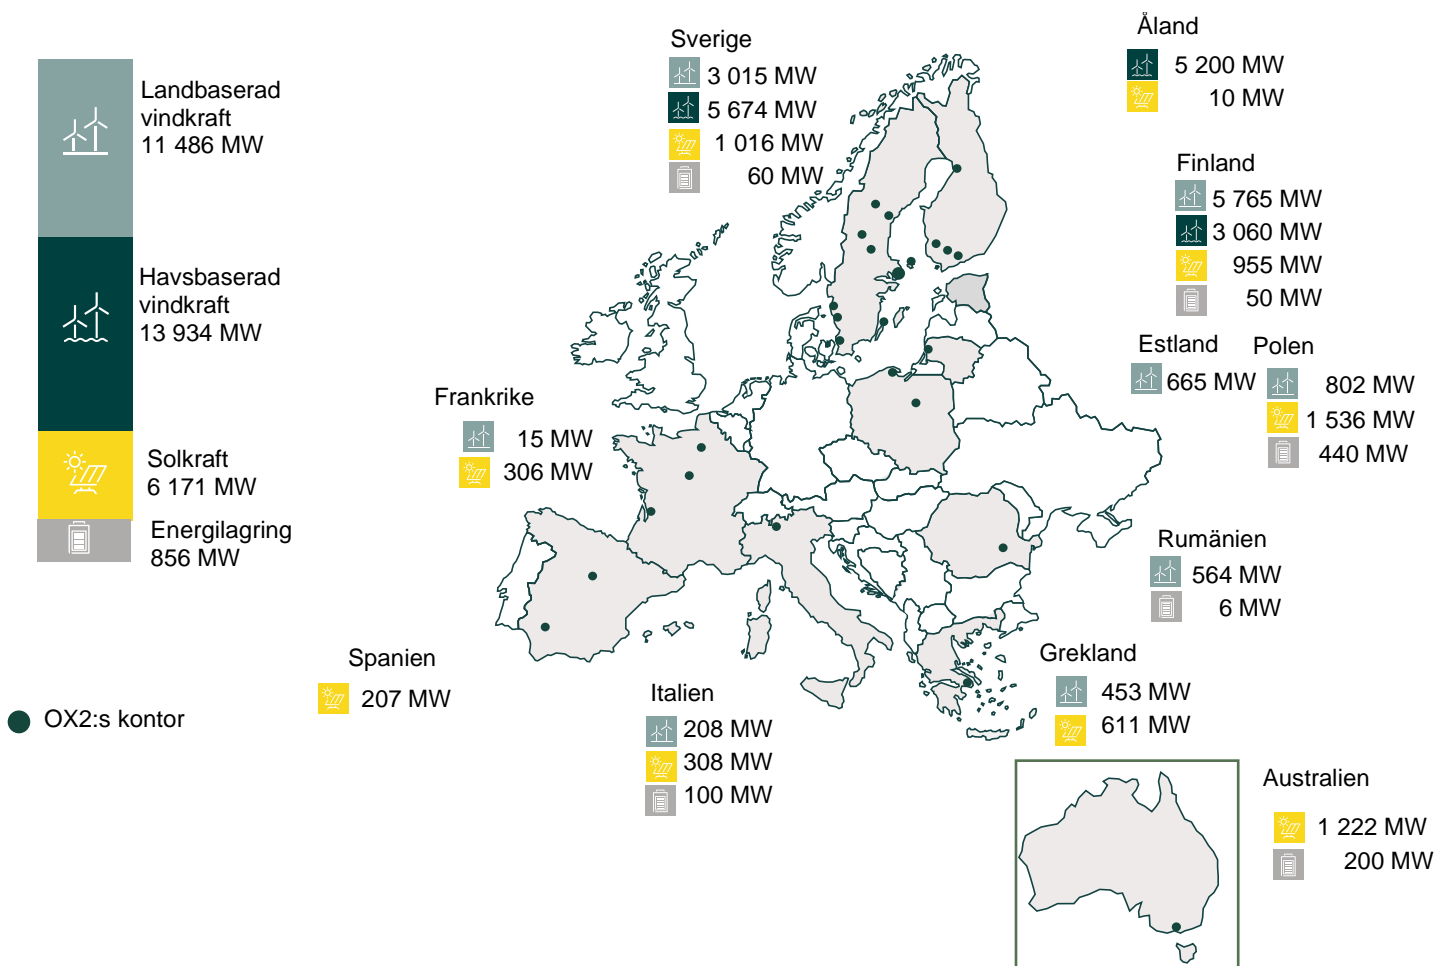 Landbaserad
vindkraft
11 486 MW
Havsbaserad
vindkraft
13 934 MW
Solkraft
6 171 MW
Energilagring
856 MW
OX2:s kontor
Sverige
3 015 MW
5 674 MW
1 016 MW
60 MW
Åland
5 200 MW
10 MW
Finland
5 765 MW
3 060 MW
955 MW
50 MW
Estland
665 MW
Polen
802 MW
1 536 MW
440 MW
Frankrike
15 MW
306 MW
Rumänien
564 MW
6 MW
Spanien
207 MW
Italien
208 MW
308 MW
100 MW
Grekland
453 MW
611 MW
Australien
1 222 MW
200 MW